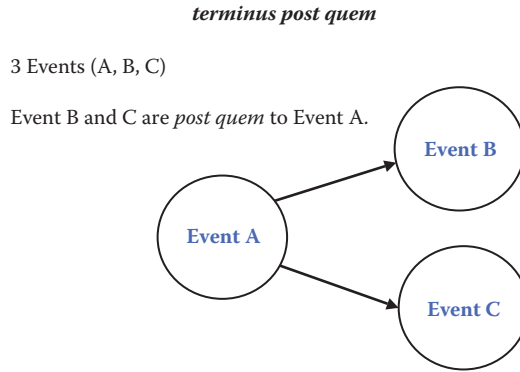 terminus post quem
3 Events (A, B, C)
Event B and C are post quem to Event A.
Event B
Event A
Event C